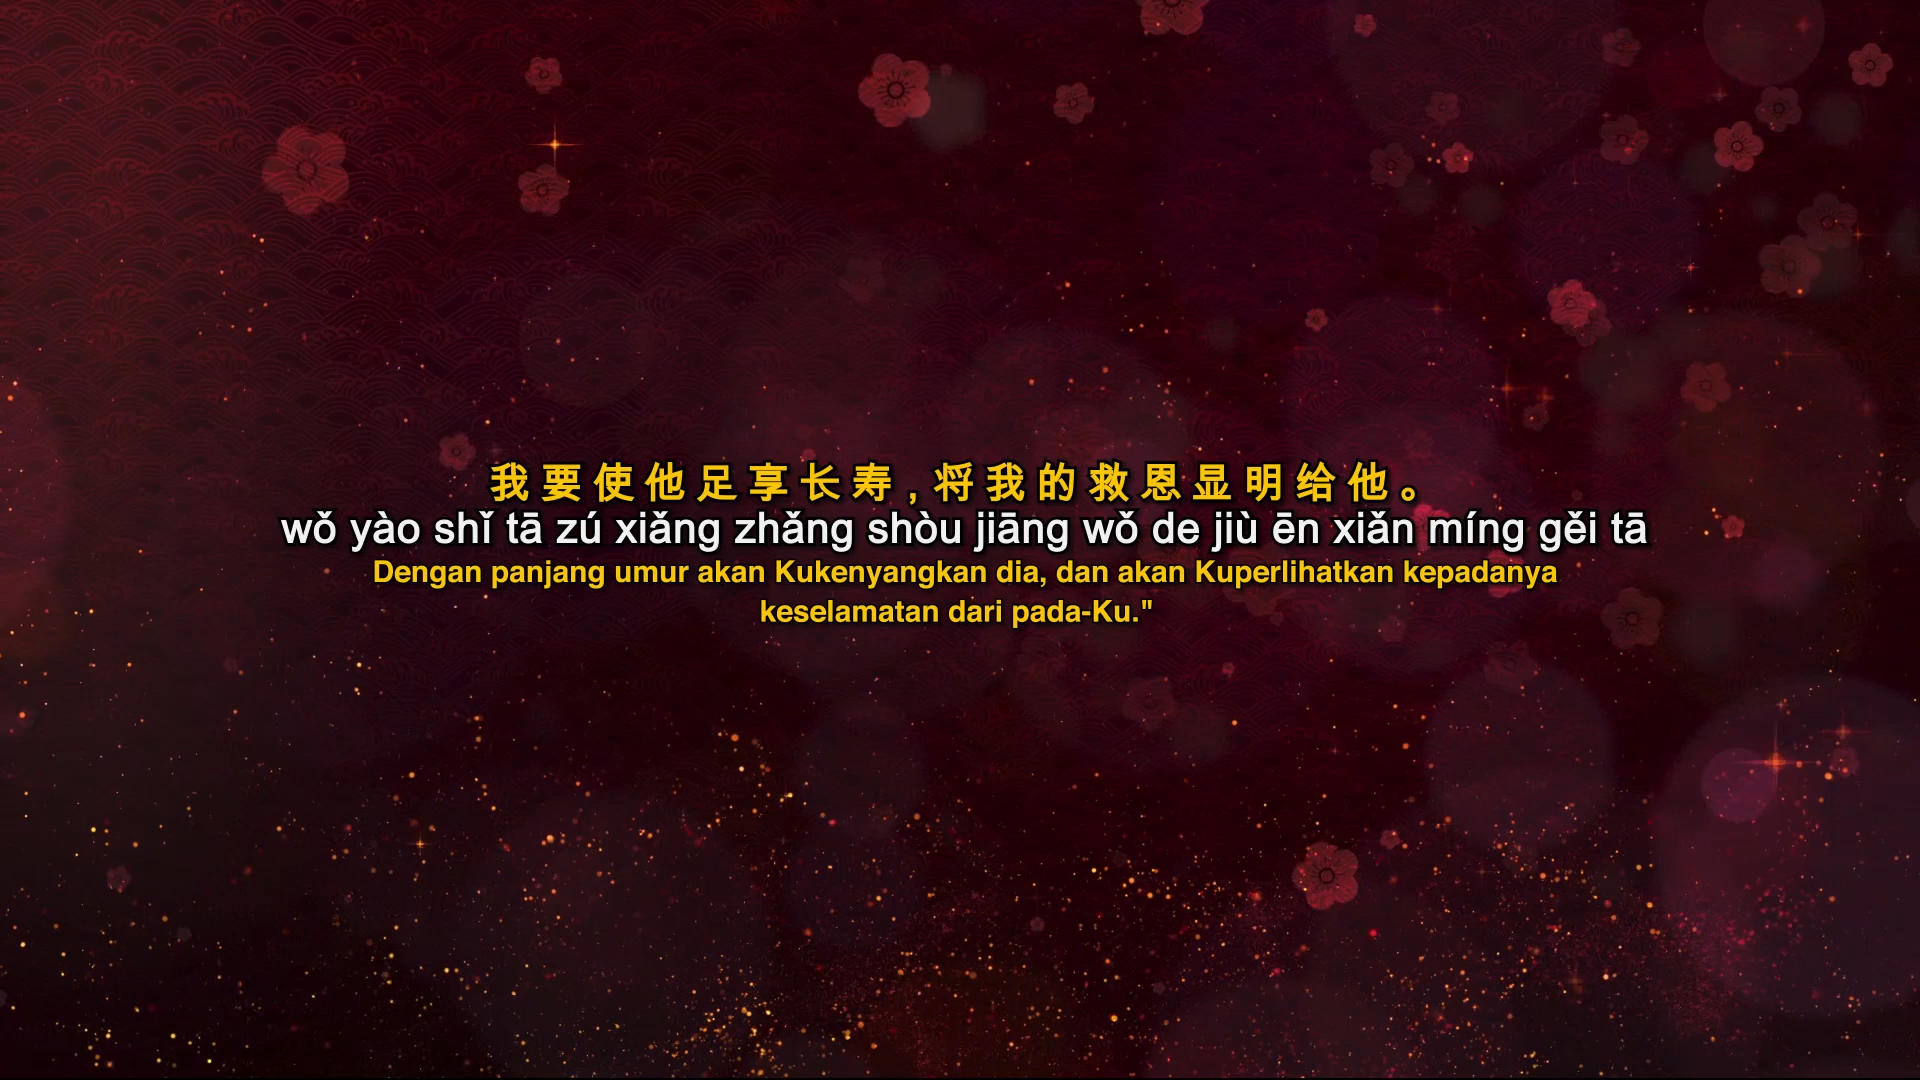 我要使他足享长寿，将我的救恩显明给他。
wǒ yào shǐ tā zú xiǎng zhǎng shòu jiāng wǒ de jiù ēn xiǎn míng gěi tā
Dengan panjang umur akan Kukenyangkan dia, dan akan Kuperlihatkan kepadanya
keselamatan dari pada-Ku."